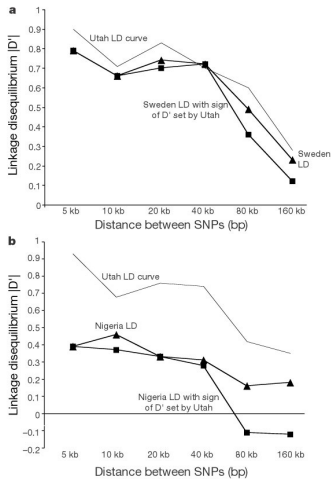 a
Linkage disequilibrium |D'|
1
0.9
0.8
0.7
0.6
0.5
0.4
0.3
0.2
0.1
0
Utah LD curve
Sweden LD with sign
of D' set by Utah
Sweden
LD
5 kb 10 kb 20 kb 40 kb 80 kb 160 kb
Distance between SNPs (bp)
b
Linkage disequilibrium |D'|
1
0.9
0.8
0.7
0.6
0.5
0.4
0.3
0.2
0.1
0
−0.1
−0.2
Utah LD curve
Nigeria LD
Nigeria LD with sign
of D' set by Utah
5 kb 10 kb 20 kb 40 kb 80 kb 160 kb
Distance between SNPs (bp)